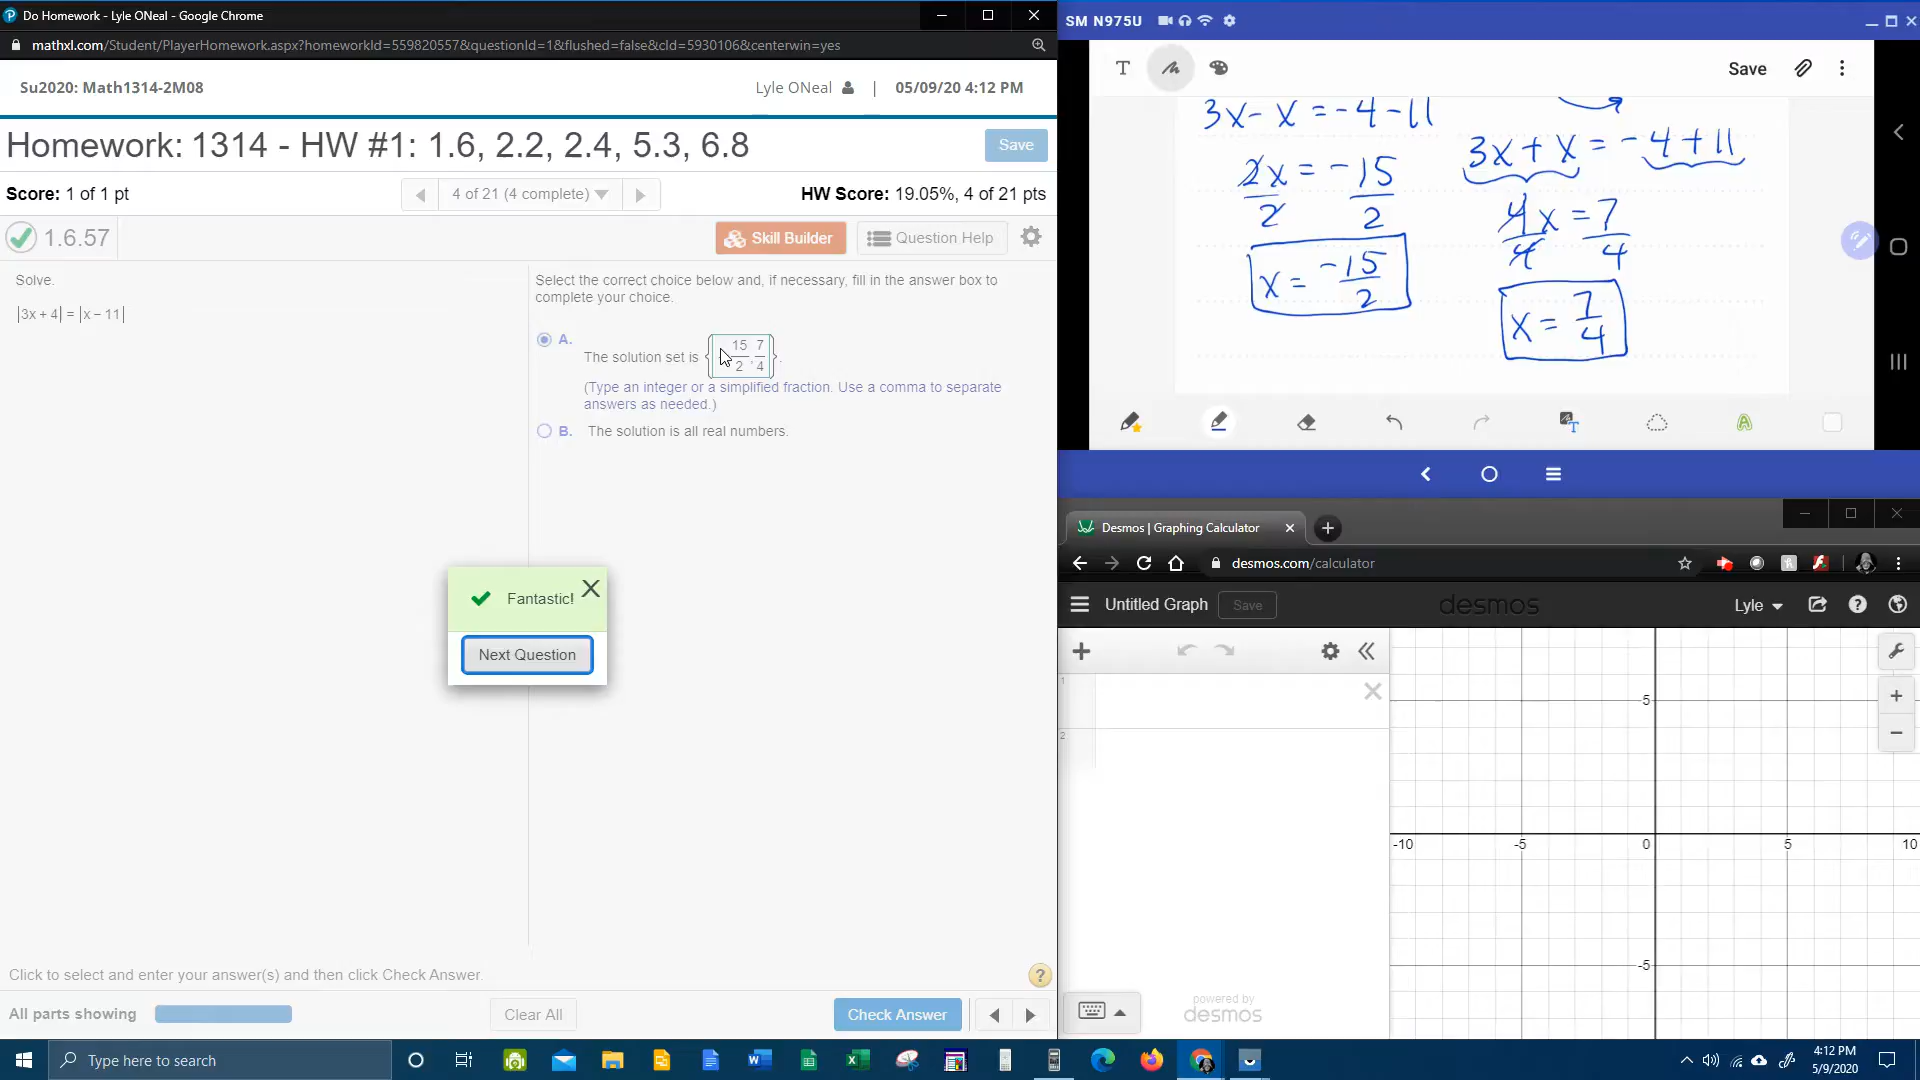 Do Homework - Lyle ONeal - Google Chrome
mathxl.com/Student/PlayerHomework.aspx?homeworkId=559820557&questionId=1&flushed=false&cId=5930106&centerwin=yes
Su2020: Math1314-2M08
Lyle ONeal | 05/09/20 4:12 PM
Homework: 1314 - HW #1: 1.6, 2.2, 2.4, 5.3, 6.8
Save
Score: 1 of 1 pt
4 of 21 (4 complete)
HW Score: 19.05%, 4 of 21 pts
1.6.57
Skill Builder
Question Help
Solve.
|3x + 4| = |x − 11|
Select the correct choice below and, if necessary, fill in the answer box to
complete your choice.
A.
The solution set is { 15/2, 7/4 }.
(Type an integer or a simplified fraction. Use a comma to separate
answers as needed.)
B. The solution is all real numbers.
Fantastic!
Next Question
Click to select and enter your answer(s) and then click Check Answer.
?
All parts showing
Clear All
Check Answer
SM N975U
T
Save
3x - x = -4 - 11
2x/2 = -15/2
x = -15/2
3x + x = -4 + 11
4x/4 = 7/4
x = 7/4
Desmos | Graphing Calculator
desmos.com/calculator
Untitled Graph
Save
desmos
Lyle
1
2
5
-10
-5
0
5
10
-5
powered by
desmos
Type here to search
4:12 PM
5/9/2020